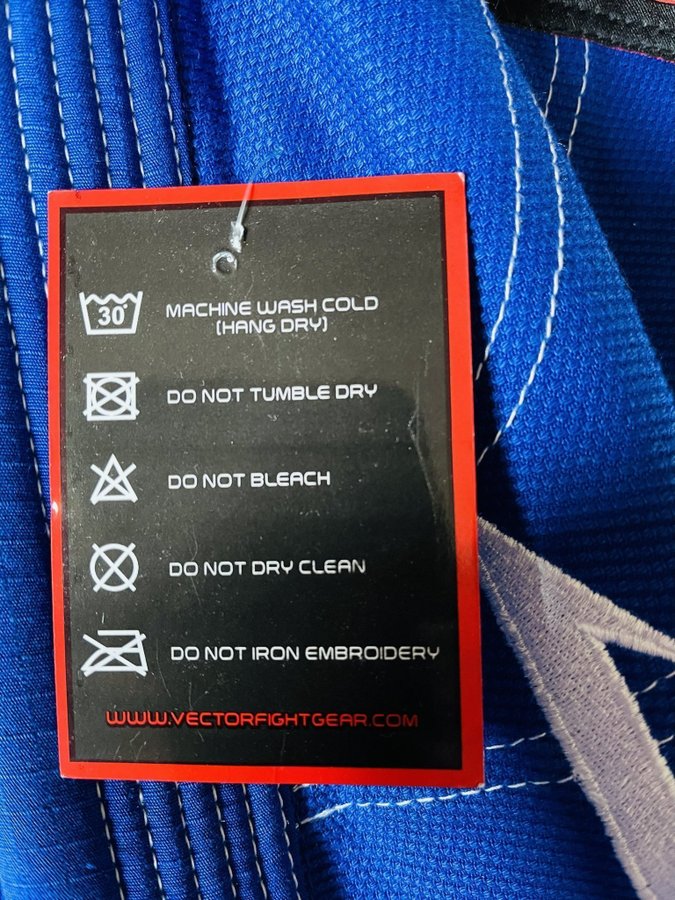 30°
MACHINE WASH COLD
(HANG DRY)
DO NOT TUMBLE DRY
DO NOT BLEACH
DO NOT DRY CLEAN
DO NOT IRON EMBROIDERY
WWW.VECTORFIGHTGEAR.COM